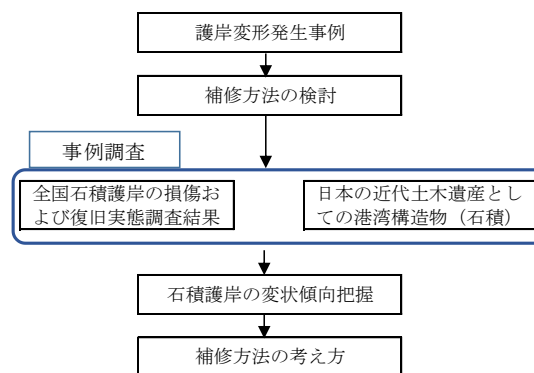 護岸変形発生事例
補修方法の検討
事例調査
全国石積護岸の損傷お
よび復旧実態調査結果
日本の近代土木遺産とし
ての港湾構造物（石積）
石積護岸の変状傾向把握
補修方法の考え方